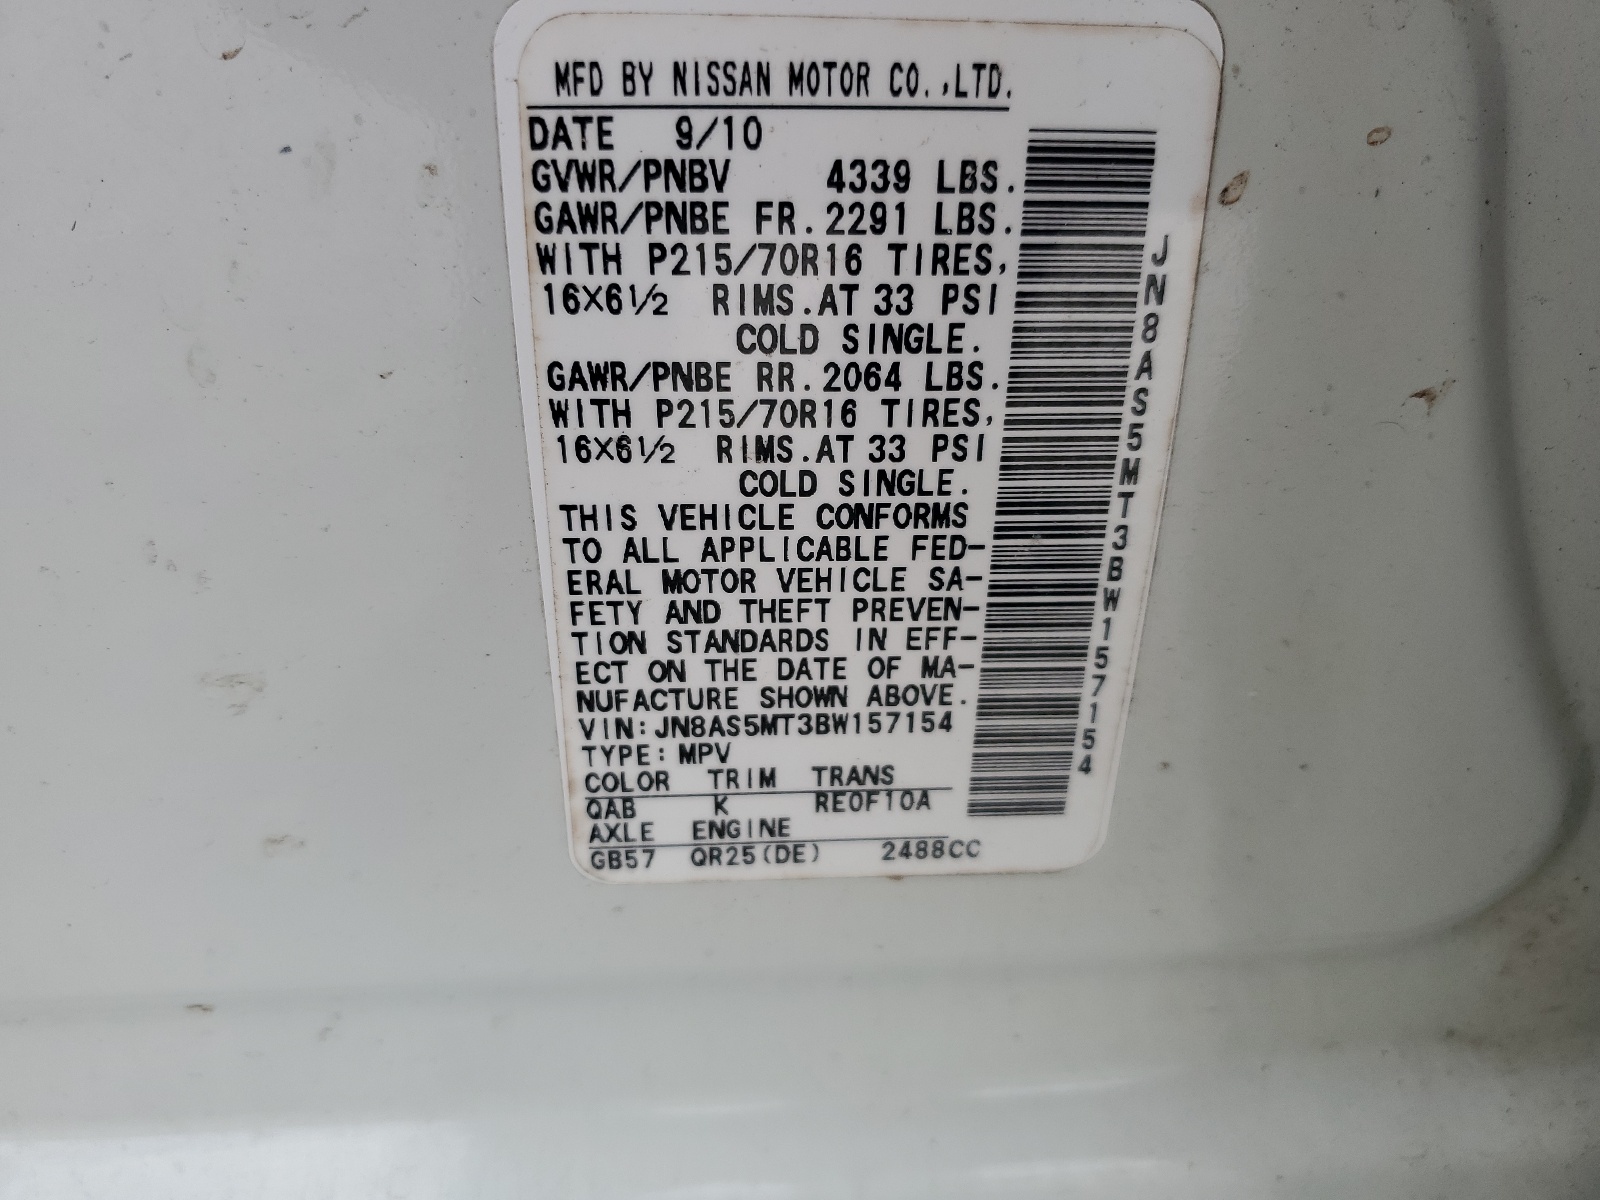 MFD BY NISSAN MOTOR CO.,LTD.
DATE 9/10
GVWR/PNBV 4339 LBS.
GAWR/PNBE FR.2291 LBS.
WITH P215/70R16 TIRES,
16X6½ RIMS.AT 33 PSI
COLD SINGLE.
GAWR/PNBE RR.2064 LBS.
WITH P215/70R16 TIRES,
16X6½ RIMS.AT 33 PSI
COLD SINGLE.
THIS VEHICLE CONFORMS
TO ALL APPLICABLE FED-
ERAL MOTOR VEHICLE SA-
FETY AND THEFT PREVEN-
TION STANDARDS IN EFF-
ECT ON THE DATE OF MA-
NUFACTURE SHOWN ABOVE.
VIN:JN8AS5MT3BW157154
TYPE:MPV
COLOR TRIM TRANS
QAB K RE0F10A
AXLE ENGINE
GB57 QR25(DE) 2488CC
JN8AS5MT3BW157154